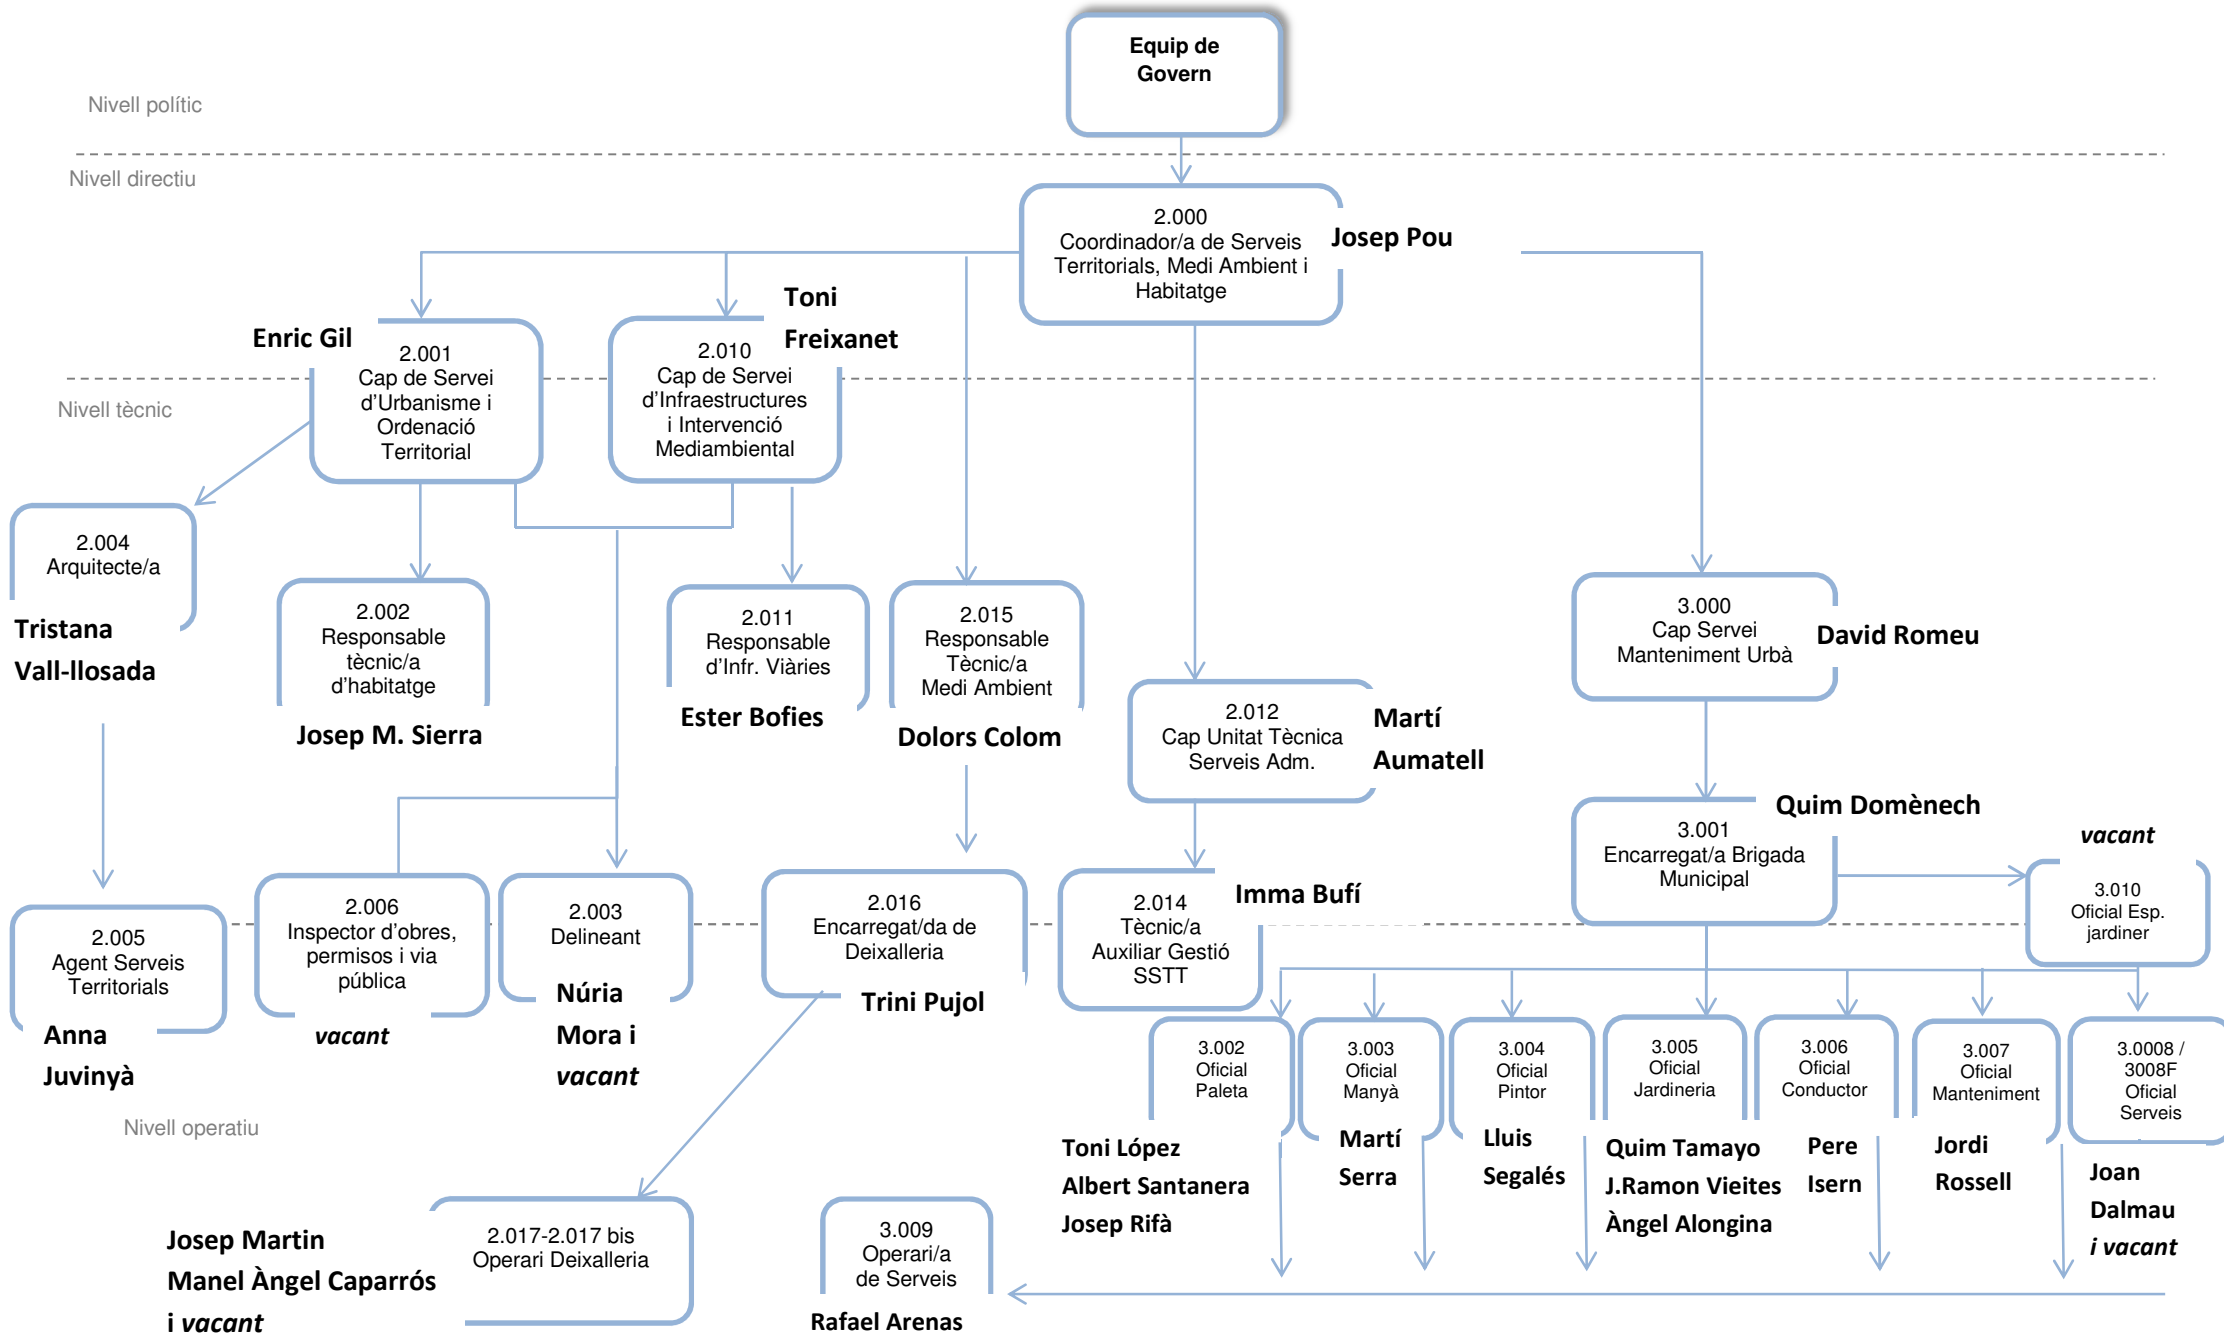 Equip de
Govern
Nivell polític
Nivell directiu
2.000
Coordinador/a de Serveis
Territorials, Medi Ambient i
Habitatge
Josep Pou
Enric Gil
2.001
Cap de Servei
d'Urbanisme i
Ordenació
Territorial
Toni
Freixanet
2.010
Cap de Servei
d'Infraestructures
i Intervenció
Mediambiental
Nivell tècnic
2.004
Arquitecte/a
Tristana
Vall-llosada
2.002
Responsable
tècnic/a
d'habitatge
Josep M. Sierra
2.011
Responsable
d'Infr. Viàries
Ester Bofies
2.015
Responsable
Tècnic/a
Medi Ambient
Dolors Colom
2.012
Cap Unitat Tècnica
Serveis Adm.
Martí
Aumatell
3.000
Cap Servei
Manteniment Urbà
David Romeu
3.001
Encarregat/a Brigada
Municipal
Quim Domènech
vacant
3.010
Oficial Esp.
jardiner
2.005
Agent Serveis
Territorials
Anna
Juvinyà
2.006
Inspector d'obres,
permisos i via
pública
vacant
2.003
Delineant
Núria
Mora i
vacant
2.016
Encarregat/da de
Deixalleria
Trini Pujol
2.014
Tècnic/a
Auxiliar Gestió
SSTT
Imma Bufí
3.002
Oficial
Paleta
Toni López
Albert Santanera
Josep Rifà
3.003
Oficial
Manyà
Martí
Serra
3.004
Oficial
Pintor
Lluis
Segalés
3.005
Oficial
Jardineria
Quim Tamayo
J.Ramon Vieites
Àngel Alongina
3.006
Oficial
Conductor
Pere
Isern
3.007
Oficial
Manteniment
Jordi
Rossell
3.0008 /
3008F
Oficial
Serveis
Joan
Dalmau
i vacant
Nivell operatiu
Josep Martin
Manel Àngel Caparrós
i vacant
2.017-2.017 bis
Operari Deixalleria
3.009
Operari/a
de Serveis
Rafael Arenas